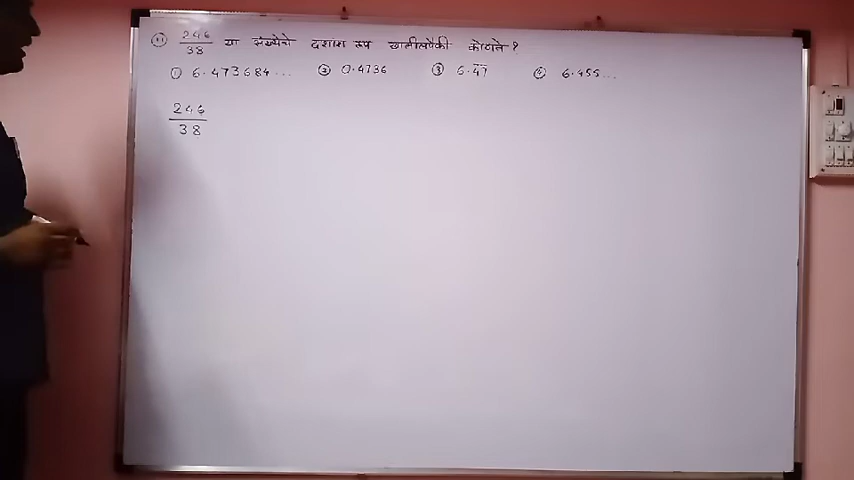 11) 246/38 या संख्येचे दशांश रूप खालीलपैकी कोणते ?
① 6.473684... ② 0.4736 ③ 6.4̅7̅ ④ 6.455...
246/38